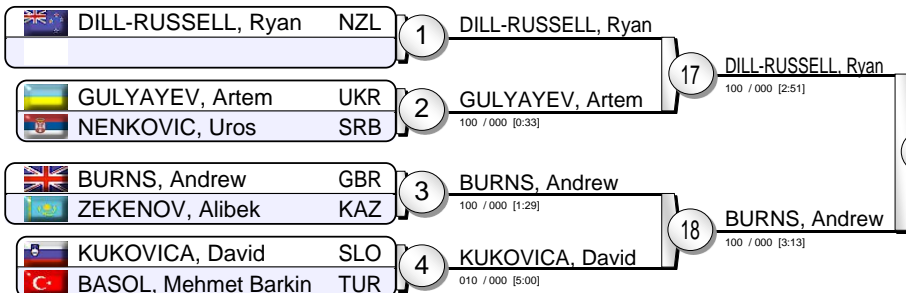 DILL-RUSSELL, Ryan NZL
1
DILL-RUSSELL, Ryan
17
DILL-RUSSELL, Ryan
100 / 000 [2:51]
GULYAYEV, Artem UKR
NENKOVIC, Uros SRB
2
GULYAYEV, Artem
100 / 000 [0:33]
BURNS, Andrew GBR
ZEKENOV, Alibek KAZ
3
BURNS, Andrew
100 / 000 [1:29]
18
BURNS, Andrew
100 / 000 [3:13]
KUKOVICA, David SLO
BASOL, Mehmet Barkin TUR
4
KUKOVICA, David
010 / 000 [5:00]